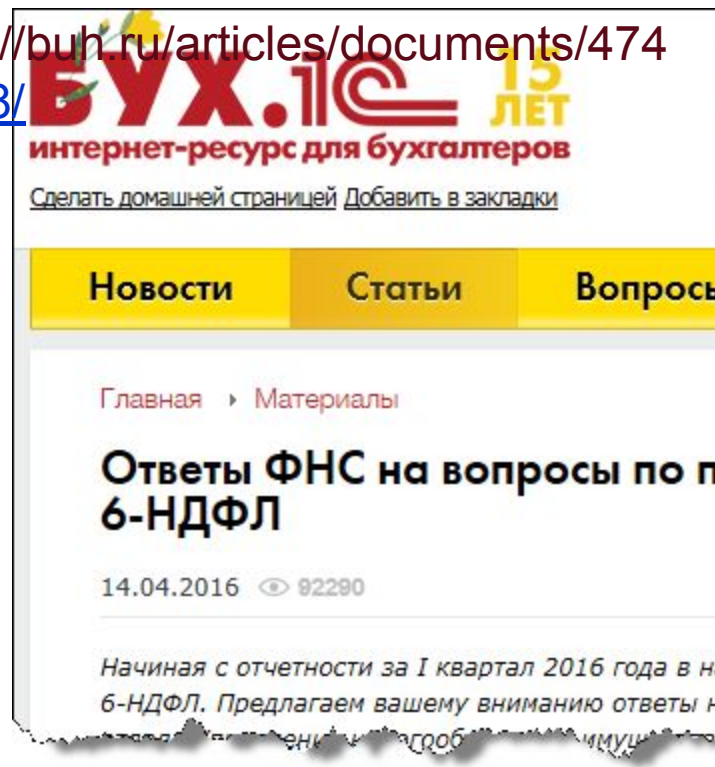 //buh.ru/articles/documents/474
3/
БУХ.1С 15 ЛЕТ
интернет-ресурс для бухгалтеров
Сделать домашней страницей Добавить в закладки
Новости Статьи Вопросы
Главная Материалы
Ответы ФНС на вопросы по п
6-НДФЛ
14.04.2016 92290
Начиная с отчетности за I квартал 2016 года в н
6-НДФЛ. Предлагаем вашему вниманию ответы н